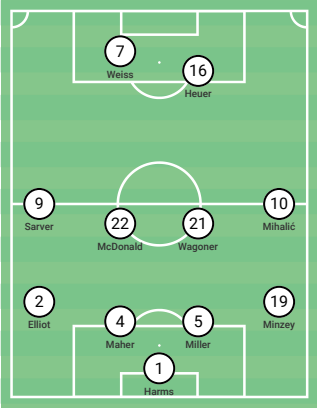 7
Weiss
16
Heuer
9
Sarver
22
McDonald
21
Wagoner
10
Mihalić
2
Elliot
4
Maher
5
Miller
19
Minzey
1
Harms